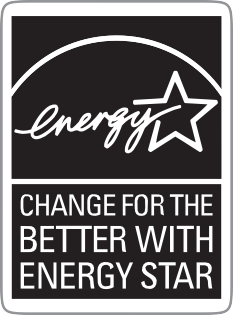 energy
CHANGE FOR THE
BETTER WITH
ENERGY STAR